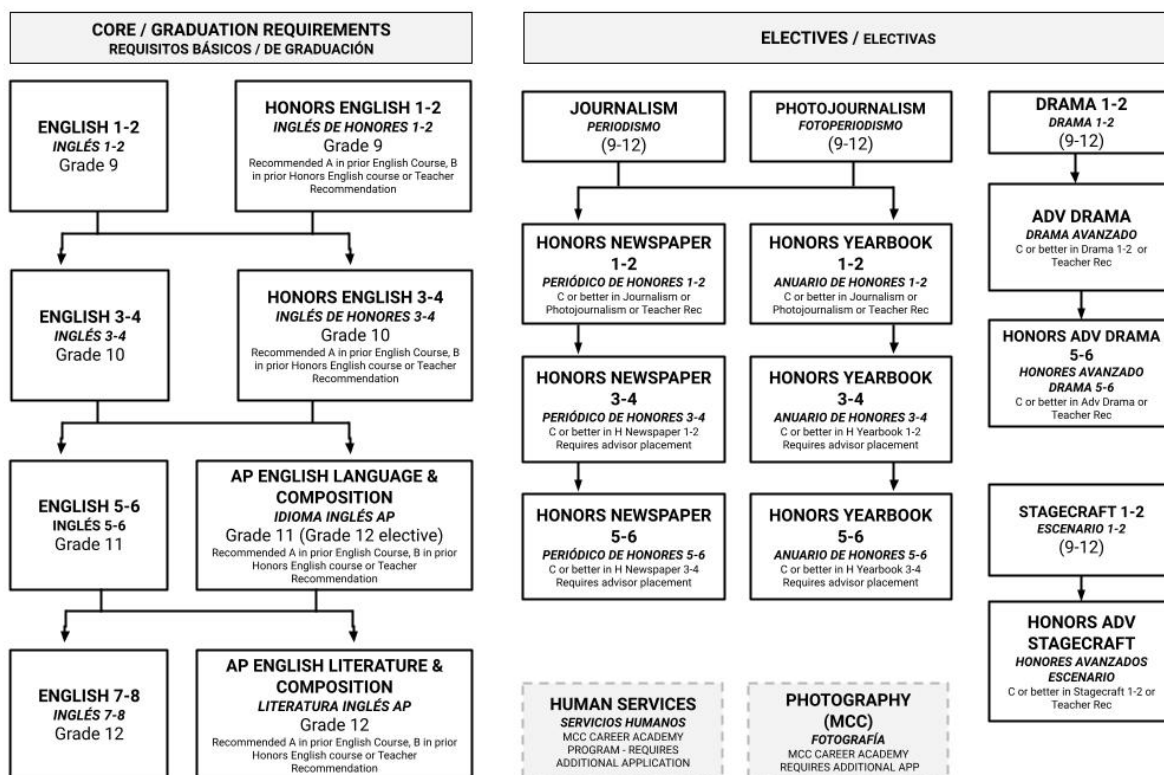 CORE / GRADUATION REQUIREMENTS
REQUISITOS BÁSICOS / DE GRADUACIÓN
ENGLISH 1-2
INGLÉS 1-2
Grade 9
HONORS ENGLISH 1-2
INGLÉS DE HONORES 1-2
Grade 9
Recommended A in prior English Course, B
in prior Honors English course or Teacher
Recommendation
ENGLISH 3-4
INGLÉS 3-4
Grade 10
HONORS ENGLISH 3-4
INGLÉS DE HONORES 3-4
Grade 10
Recommended A in prior English Course, B
in prior Honors English course or Teacher
Recommendation
ENGLISH 5-6
INGLÉS 5-6
Grade 11
AP ENGLISH LANGUAGE &
COMPOSITION
IDIOMA INGLÉS AP
Grade 11 (Grade 12 elective)
Recommended A in prior English Course, B in prior
Honors English course or Teacher
Recommendation
ENGLISH 7-8
INGLÉS 7-8
Grade 12
AP ENGLISH LITERATURE &
COMPOSITION
LITERATURA INGLÉS AP
Grade 12
Recommended A in prior English Course, B in prior
Honors English course or Teacher
Recommendation
ELECTIVES / ELECTIVAS
JOURNALISM
PERIODISMO
(9-12)
PHOTOJOURNALISM
FOTOPERIODISMO
(9-12)
HONORS NEWSPAPER
1-2
PERIÓDICO DE HONORES 1-2
C or better in Journalism or
Photojournalism or Teacher Rec
HONORS YEARBOOK
1-2
ANUARIO DE HONORES 1-2
C or better in Journalism or
Photojournalism or Teacher Rec
HONORS NEWSPAPER
3-4
PERIÓDICO DE HONORES 3-4
C or better in H Newspaper 1-2
Requires advisor placement
HONORS YEARBOOK
3-4
ANUARIO DE HONORES 3-4
C or better in H Yearbook 1-2
Requires advisor placement
HONORS NEWSPAPER
5-6
PERIÓDICO DE HONORES 5-6
C or better in H Newspaper 3-4
Requires advisor placement
HONORS YEARBOOK
5-6
ANUARIO DE HONORES 5-6
C or better in H Yearbook 3-4
Requires advisor placement
HUMAN SERVICES
SERVICIOS HUMANOS
MCC CAREER ACADEMY
PROGRAM - REQUIRES
ADDITIONAL APPLICATION
PHOTOGRAPHY
(MCC)
FOTOGRAFÍA
MCC CAREER ACADEMY
REQUIRES ADDITIONAL APP
DRAMA 1-2
DRAMA 1-2
(9-12)
ADV DRAMA
DRAMA AVANZADO
C or better in Drama 1-2 or
Teacher Rec
HONORS ADV DRAMA
5-6
HONORES AVANZADO
DRAMA 5-6
C or better in Adv Drama or
Teacher Rec
STAGECRAFT 1-2
ESCENARIO 1-2
(9-12)
HONORS ADV
STAGECRAFT
HONORES AVANZADOS
ESCENARIO
C or better in Stagecraft 1-2 or
Teacher Rec